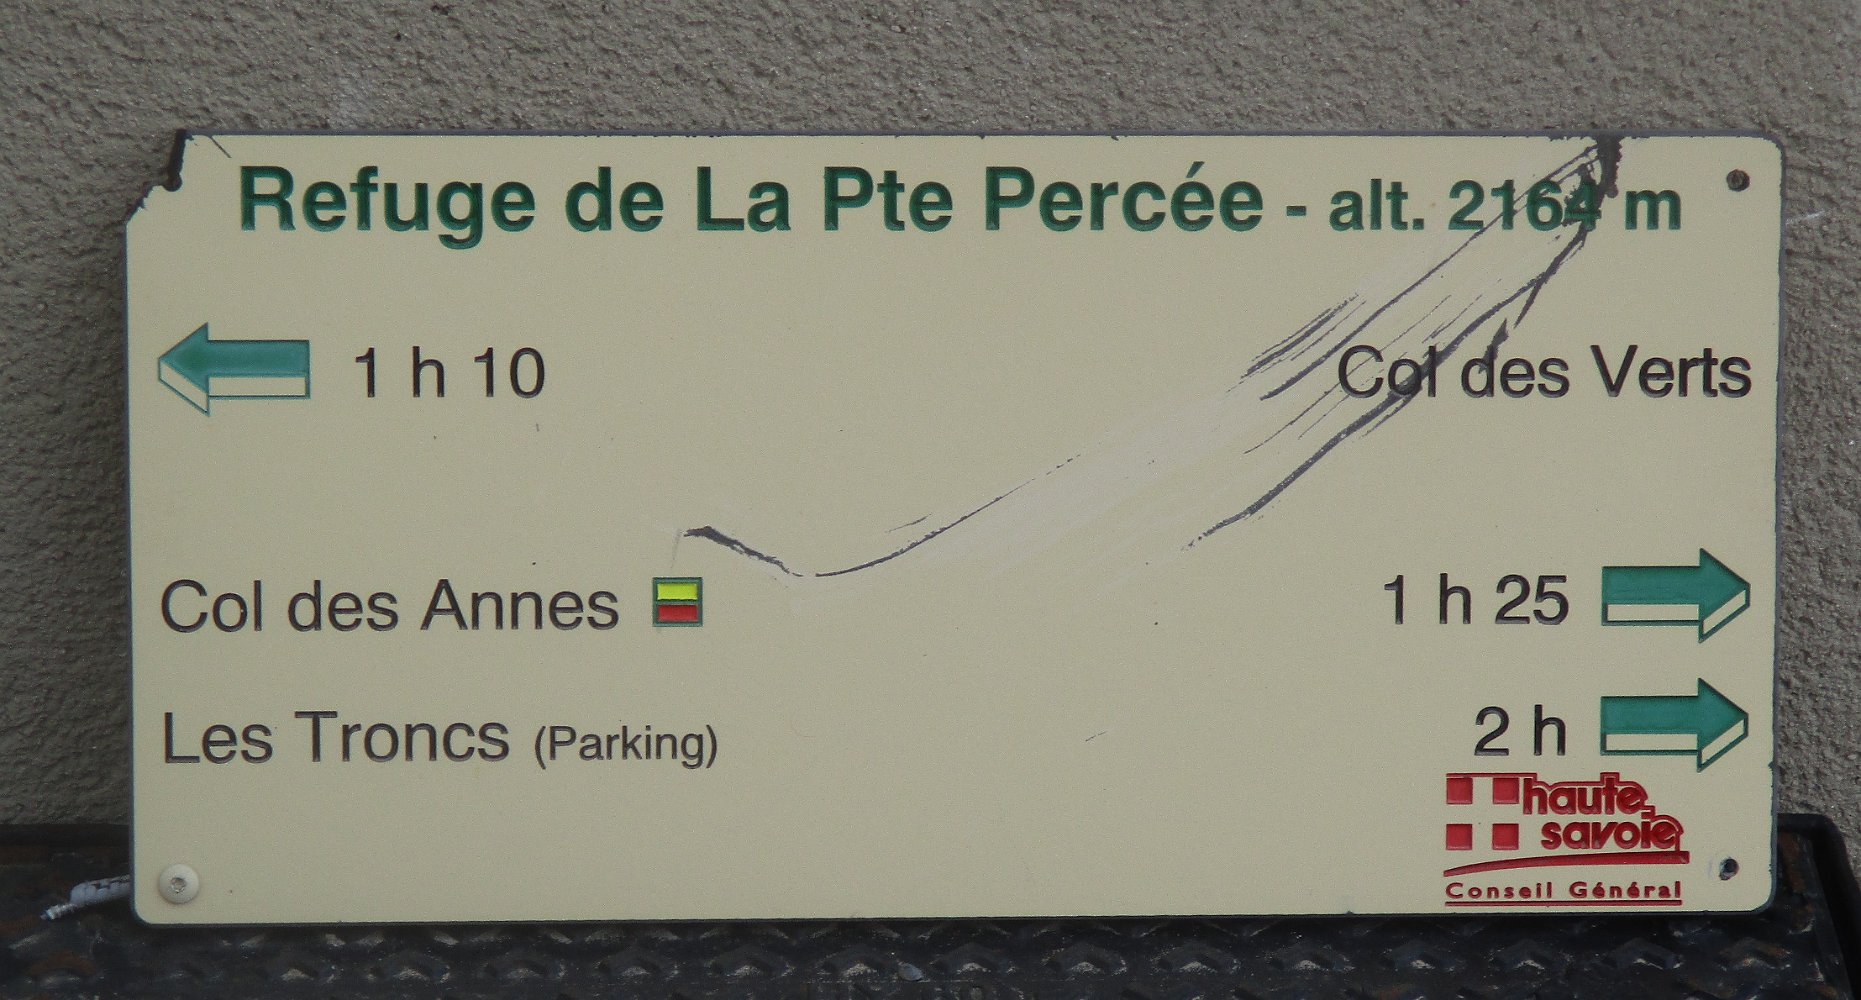 Refuge de La Pte Percée - alt. 2164 m
1 h 10 Col des Verts
Col des Annes 1 h 25
Les Troncs (Parking) 2 h
haute
savoie
Conseil Général